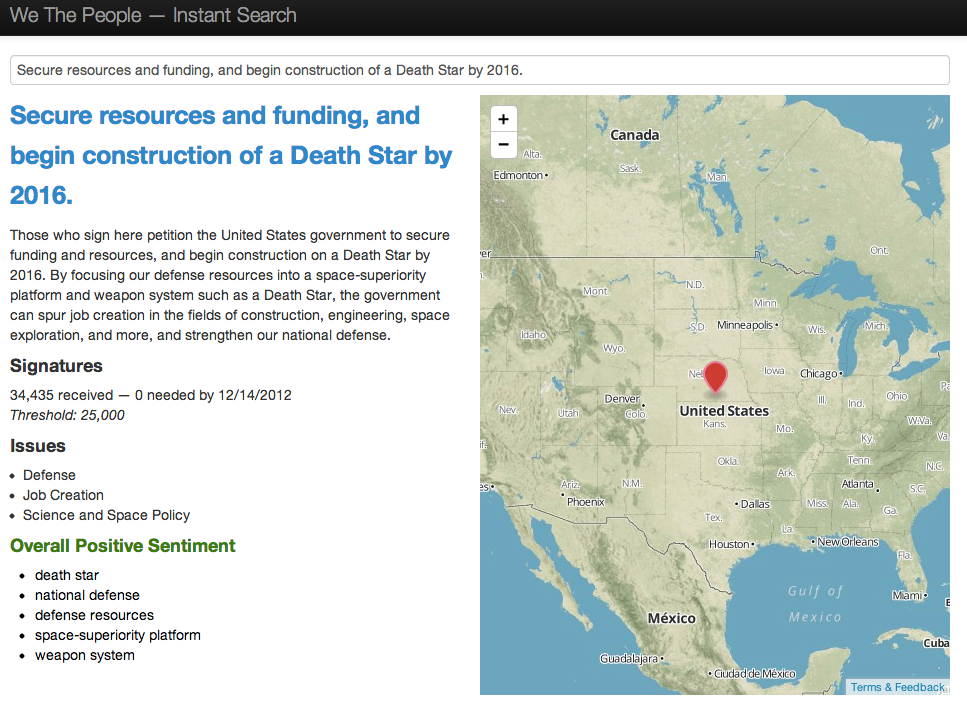 We The People — Instant Search
Secure resources and funding, and begin construction of a Death Star by 2016.
Secure resources and funding, and
begin construction of a Death Star by
2016.
Those who sign here petition the United States government to secure
funding and resources, and begin construction on a Death Star by
2016. By focusing our defense resources into a space-superiority
platform and weapon system such as a Death Star, the government
can spur job creation in the fields of construction, engineering, space
exploration, and more, and strengthen our national defense.
Signatures
34,435 received — 0 needed by 12/14/2012
Threshold: 25,000
Issues
• Defense
• Job Creation
• Science and Space Policy
Overall Positive Sentiment
• death star
• national defense
• defense resources
• space-superiority platform
• weapon system
+
−
Canada
Alta.
Sask.
Edmonton
Man.
Ont.
Mont.
N.D.
Minn.
S.D.
Minneapolis
Wis.
Mich.
Idaho
Wyo.
Iowa
Chicago
Denver
Nev.
Utah
Colo.
United States
Kans.
Mo.
Ill.
Ind.
Ohio
W.Va.
Ky.
Okla.
Tenn.
N.C.
Ark.
Ariz.
N.M.
Atlanta
S.C.
Phoenix
Dallas
Miss.
Ala.
Ga.
Tex.
La.
Houston
New Orleans
Fla.
Gulf of
Mexico
Miami
México
Cuba
Guadalajara
Ciudad de México
Terms & Feedback